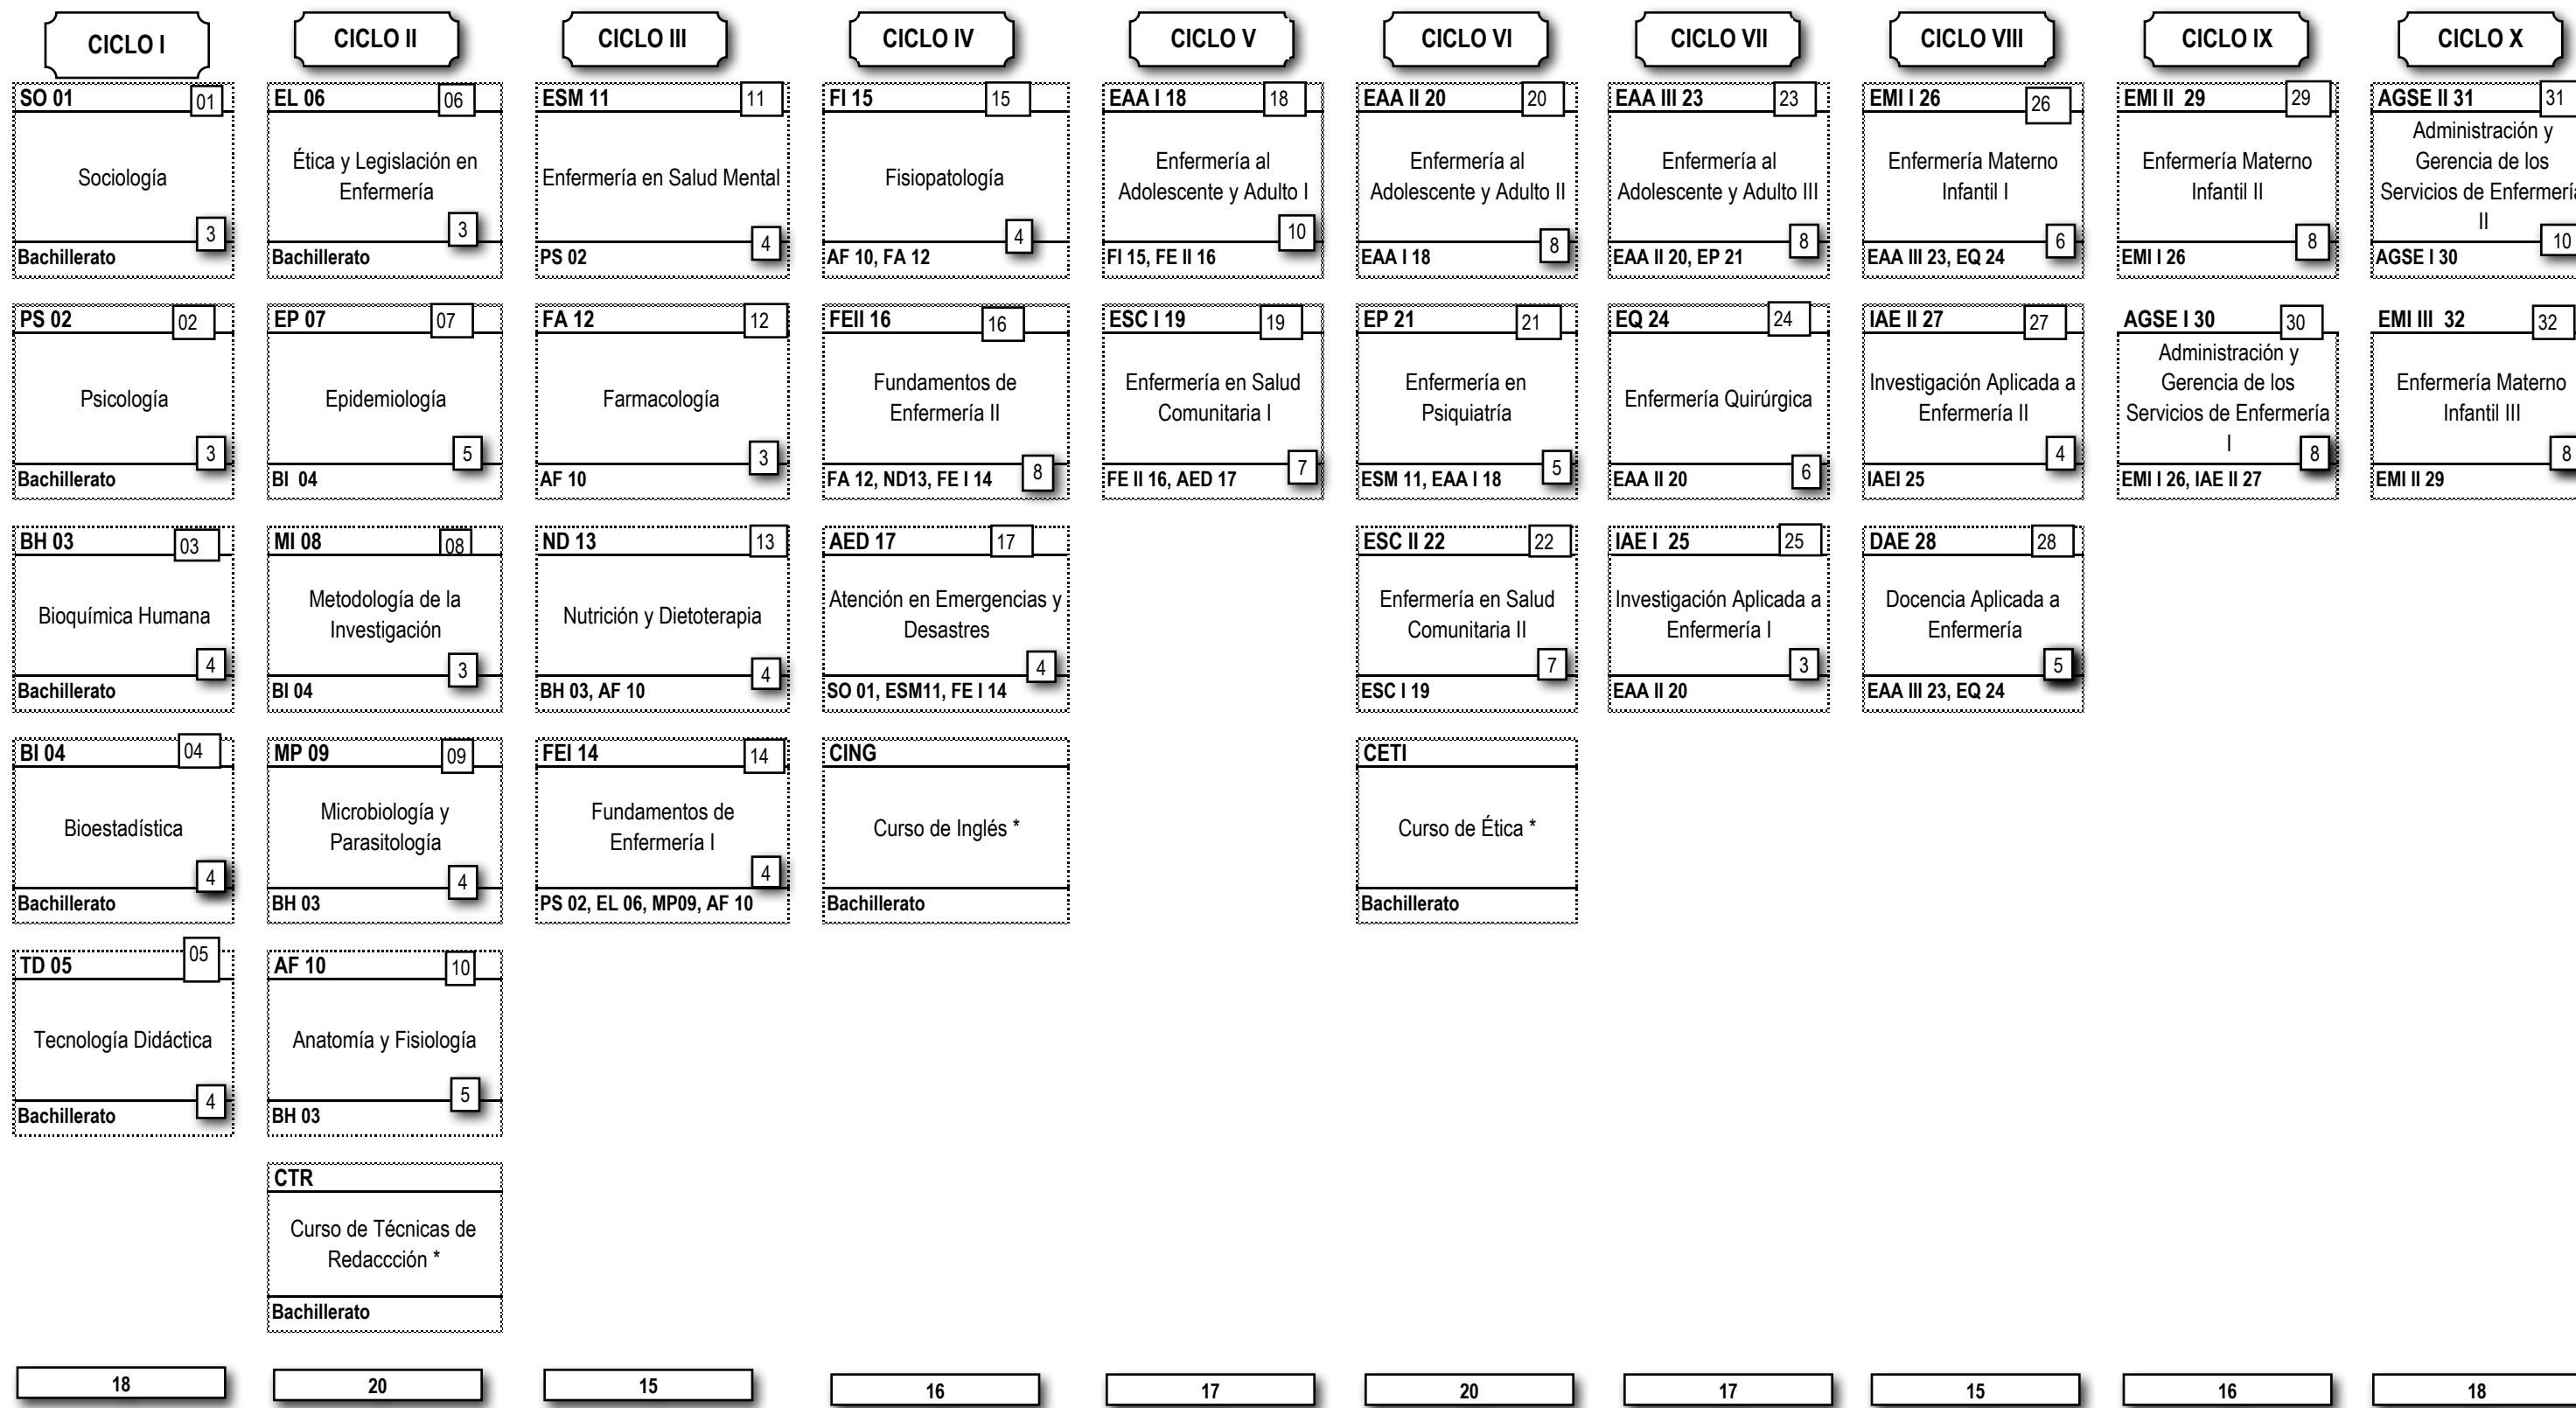 CICLO I
SO 01
01
Sociología
3
Bachillerato
PS 02
02
Psicología
3
Bachillerato
BH 03
03
Bioquímica Humana
4
Bachillerato
BI 04
04
Bioestadística
4
Bachillerato
TD 05
05
Tecnología Didáctica
4
Bachillerato
18
CICLO II
EL 06
06
Ética y Legislación en
Enfermería
3
Bachillerato
EP 07
07
Epidemiología
5
BI 04
MI 08
08
Metodología de la
Investigación
3
BI 04
MP 09
09
Microbiología y
Parasitología
4
BH 03
AF 10
10
Anatomía y Fisiología
5
BH 03
CTR
Curso de Técnicas de
Redaccción *
Bachillerato
20
CICLO III
ESM 11
11
Enfermería en Salud Mental
4
PS 02
FA 12
12
Farmacología
3
AF 10
ND 13
13
Nutrición y Dietoterapia
4
BH 03, AF 10
FEI 14
14
Fundamentos de
Enfermería I
4
PS 02, EL 06, MP09, AF 10
15
CICLO IV
FI 15
15
Fisiopatología
4
AF 10, FA 12
FEII 16
16
Fundamentos de
Enfermería II
8
FA 12, ND13, FE I 14
AED 17
17
Atención en Emergencias y
Desastres
4
SO 01, ESM11, FE I 14
CING
Curso de Inglés *
Bachillerato
16
CICLO V
EAA I 18
18
Enfermería al
Adolescente y Adulto I
10
FI 15, FE II 16
ESC I 19
19
Enfermería en Salud
Comunitaria I
7
FE II 16, AED 17
17
CICLO VI
EAA II 20
20
Enfermería al
Adolescente y Adulto II
8
EAA I 18
EP 21
21
Enfermería en
Psiquiatría
5
ESM 11, EAA I 18
ESC II 22
22
Enfermería en Salud
Comunitaria II
7
ESC I 19
CETI
Curso de Ética *
Bachillerato
20
CICLO VII
EAA III 23
23
Enfermería al
Adolescente y Adulto III
8
EAA II 20, EP 21
EQ 24
24
Enfermería Quirúrgica
6
EAA II 20
IAE I 25
25
Investigación Aplicada a
Enfermería I
3
EAA II 20
17
CICLO VIII
EMI I 26
26
Enfermería Materno
Infantil I
6
EAA III 23, EQ 24
IAE II 27
27
Investigación Aplicada a
Enfermería II
4
IAEI 25
DAE 28
28
Docencia Aplicada a
Enfermería
5
EAA III 23, EQ 24
15
CICLO IX
EMI II 29
29
Enfermería Materno
Infantil II
8
EMI I 26
AGSE I 30
30
Administración y
Gerencia de los
Servicios de Enfermería
I
8
EMI I 26, IAE II 27
16
CICLO X
AGSE II 31
31
Administración y
Gerencia de los
Servicios de Enfermería
II
10
AGSE I 30
EMI III 32
32
Enfermería Materno
Infantil III
8
EMI II 29
18